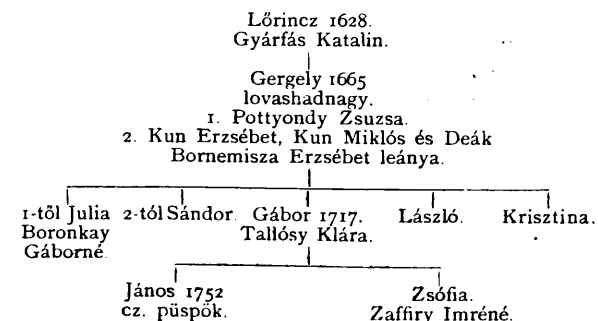 Lőrincz 1628.
Gyárfás Katalin.
Gergely 1665
lovashadnagy.
1. Pottyondy Zsuzsa.
2. Kun Erzsébet, Kun Miklós és Deák
Bornemisza Erzsébet leánya.
1-től Julia 2-tól Sándor. Gábor 1717. László. Krisztina.
Boronkay Tallósy Klára.
Gáborné.
János 1752 Zsófia.
cz. püspök. Zaffiry Imréné.